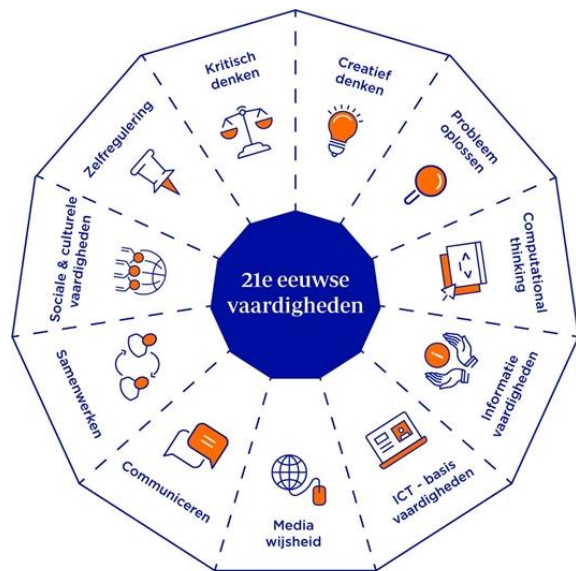 Kritisch
denken
Creatief
denken
Probleem
oplossen
Computational
thinking
Informatie
vaardigheden
ICT - basis
vaardigheden
Media
wijsheid
Communiceren
Samenwerken
Sociale & culturele
vaardigheden
Zelfregulering
21e eeuwse
vaardigheden